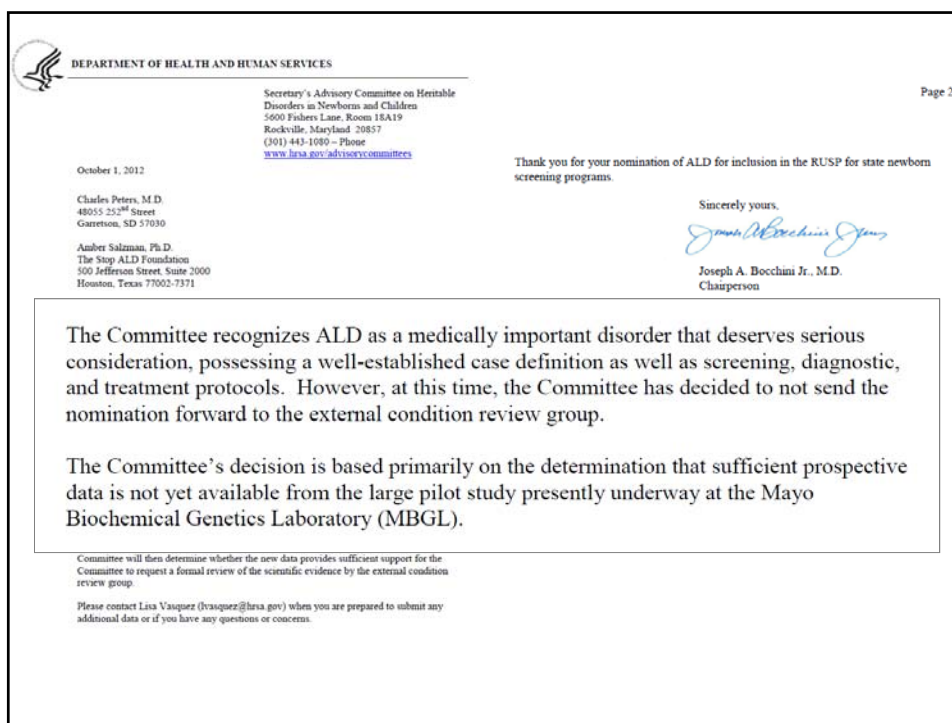 DEPARTMENT OF HEALTH AND HUMAN SERVICES
Secretary's Advisory Committee on Heritable
Disorders in Newborns and Children
5600 Fishers Lane, Room 18A19
Rockville, Maryland 20857
(301) 443-1080 – Phone
www.hrsa.gov/advisorycommittees
October 1, 2012
Charles Peters, M.D.
48055 252nd Street
Garretson, SD 57030
Amber Salzman, Ph.D.
The Stop ALD Foundation
500 Jefferson Street, Suite 2000
Houston, Texas 77002-7371
Page 2
Thank you for your nomination of ALD for inclusion in the RUSP for state newborn
screening programs.
Sincerely yours,
Joseph A. Bocchini Jr., M.D.
Chairperson
The Committee recognizes ALD as a medically important disorder that deserves serious
consideration, possessing a well-established case definition as well as screening, diagnostic,
and treatment protocols.  However, at this time, the Committee has decided to not send the
nomination forward to the external condition review group.
The Committee's decision is based primarily on the determination that sufficient prospective
data is not yet available from the large pilot study presently underway at the Mayo
Biochemical Genetics Laboratory (MBGL).
Committee will then determine whether the new data provides sufficient support for the
Committee to request a formal review of the scientific evidence by the external condition
review group.
Please contact Lisa Vasquez (lvasquez@hrsa.gov) when you are prepared to submit any
additional data or if you have any questions or concerns.